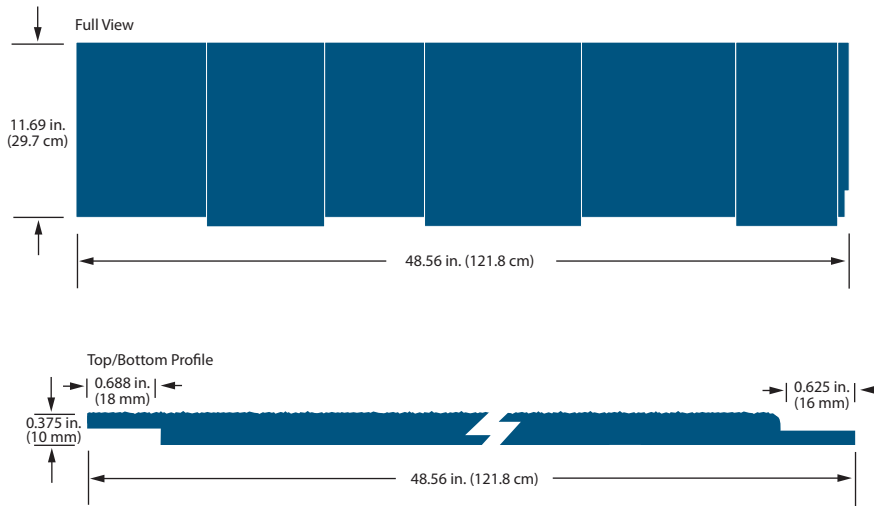 Full View
11.69 in.
(29.7 cm)
48.56 in. (121.8 cm)
Top/Bottom Profile
0.688 in.
(18 mm)
0.625 in.
(16 mm)
0.375 in.
(10 mm)
48.56 in. (121.8 cm)